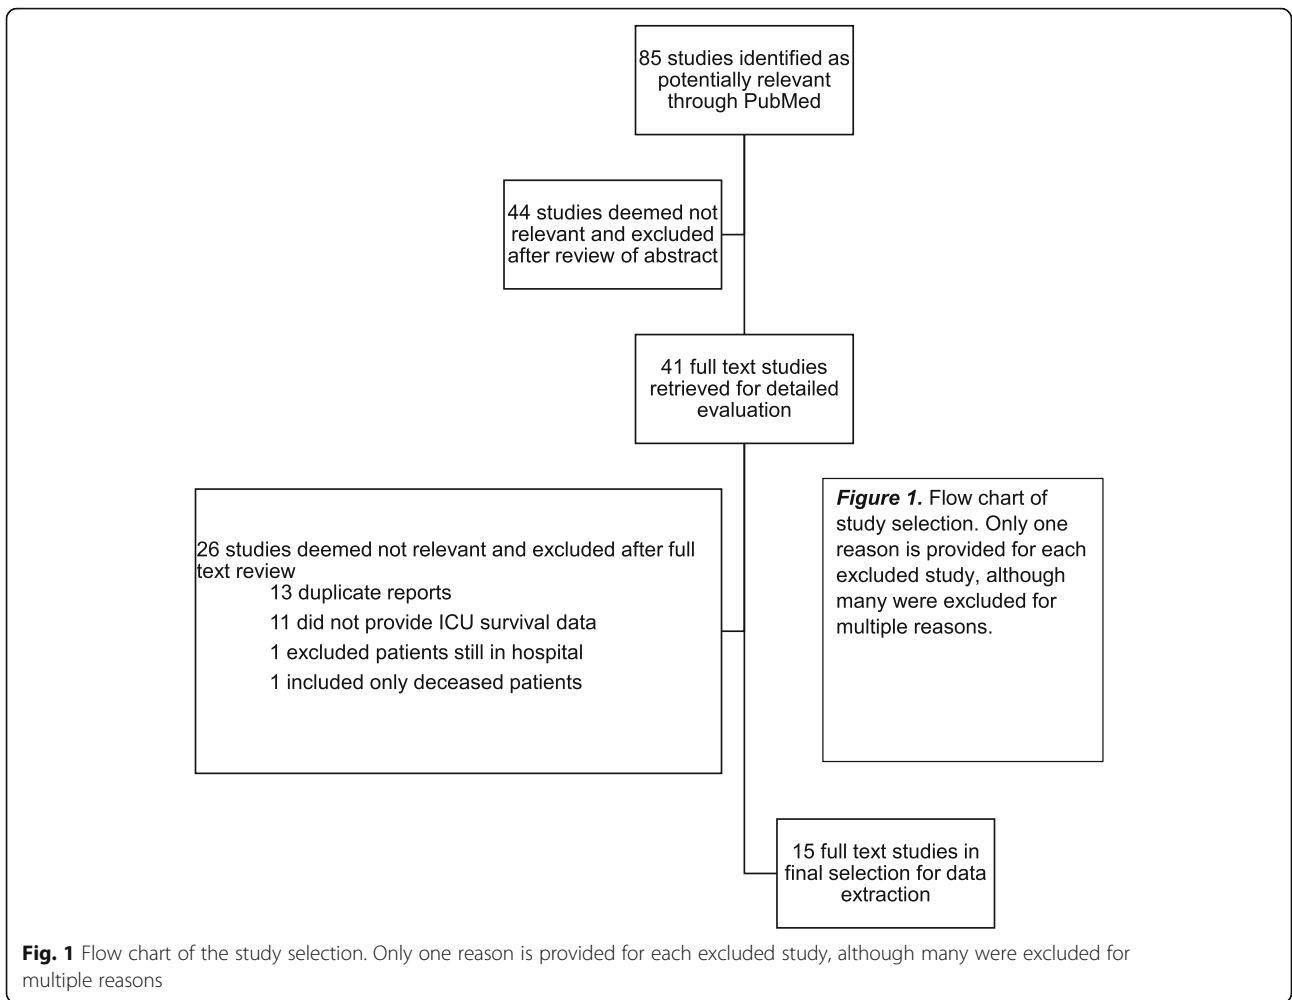 85 studies identified as
potentially relevant
through PubMed
44 studies deemed not
relevant and excluded
after review of abstract
41 full text studies
retrieved for detailed
evaluation
26 studies deemed not relevant and excluded after full
text review
13 duplicate reports
11 did not provide ICU survival data
1 excluded patients still in hospital
1 included only deceased patients
Figure 1. Flow chart of
study selection. Only one
reason is provided for each
excluded study, although
many were excluded for
multiple reasons.
15 full text studies in
final selection for data
extraction
Fig. 1 Flow chart of the study selection. Only one reason is provided for each excluded study, although many were excluded for
multiple reasons